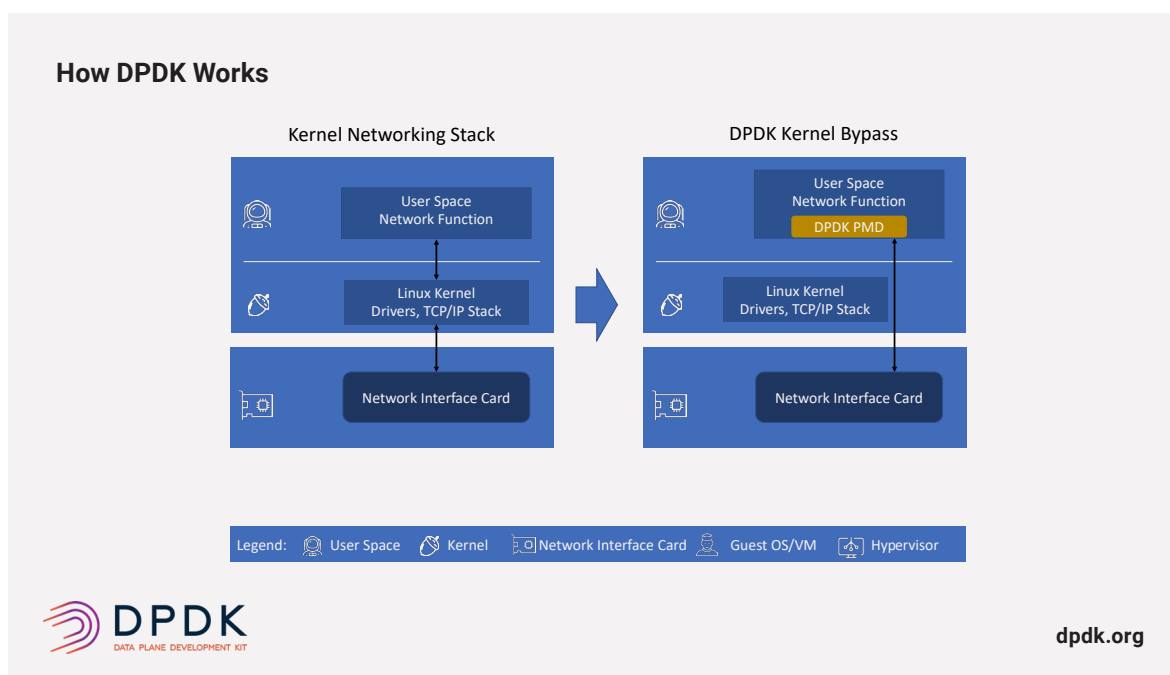 How DPDK Works
Kernel Networking Stack
User Space
Network Function
Linux Kernel
Drivers, TCP/IP Stack
Network Interface Card
DPDK Kernel Bypass
User Space
Network Function
DPDK PMD
Linux Kernel
Drivers, TCP/IP Stack
Network Interface Card
Legend: User Space Kernel Network Interface Card Guest OS/VM Hypervisor
DPDK
DATA PLANE DEVELOPMENT KIT
dpdk.org